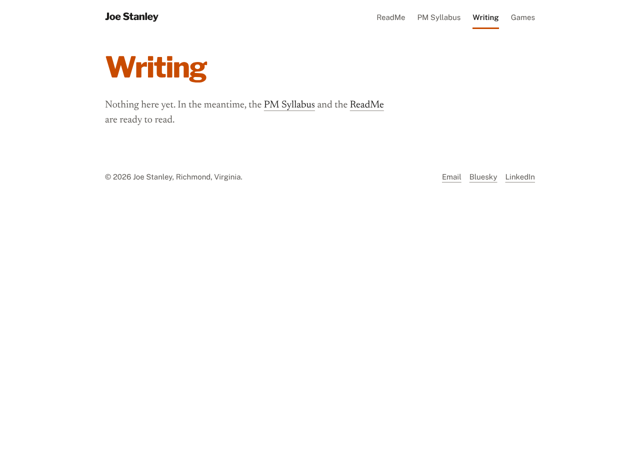 Joe Stanley
ReadMe PM Syllabus Writing Games
Writing
Nothing here yet. In the meantime, the PM Syllabus and the ReadMe
are ready to read.
© 2026 Joe Stanley, Richmond, Virginia.
Email Bluesky LinkedIn